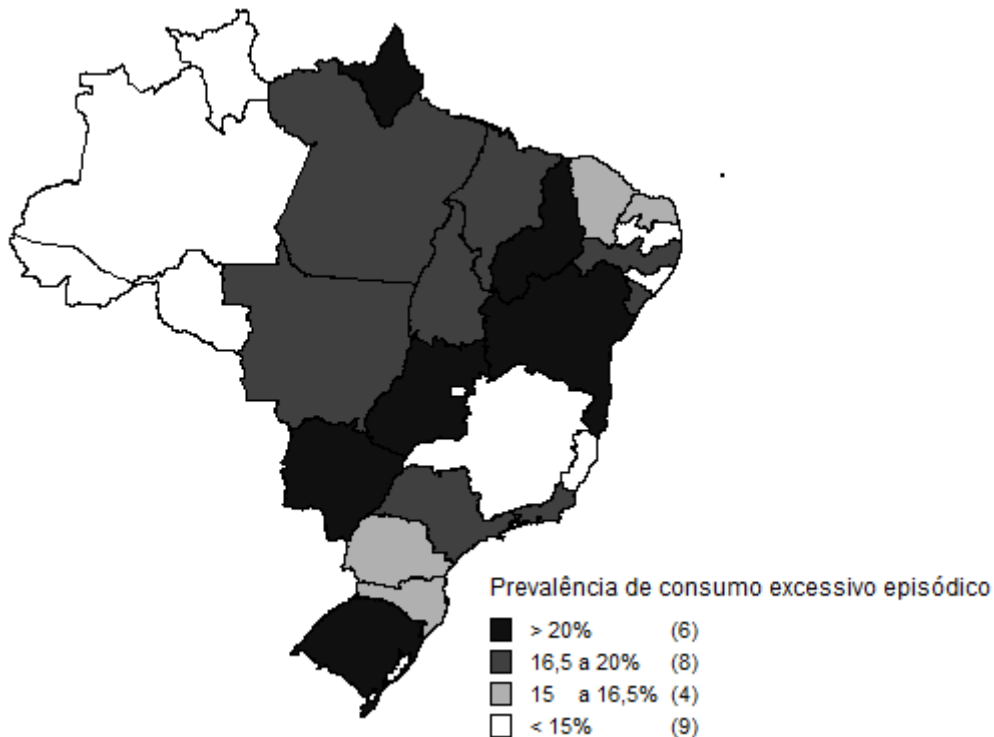 Prevalência de consumo excessivo episódico
> 20% (6)
16,5 a 20% (8)
15 a 16,5% (4)
< 15% (9)